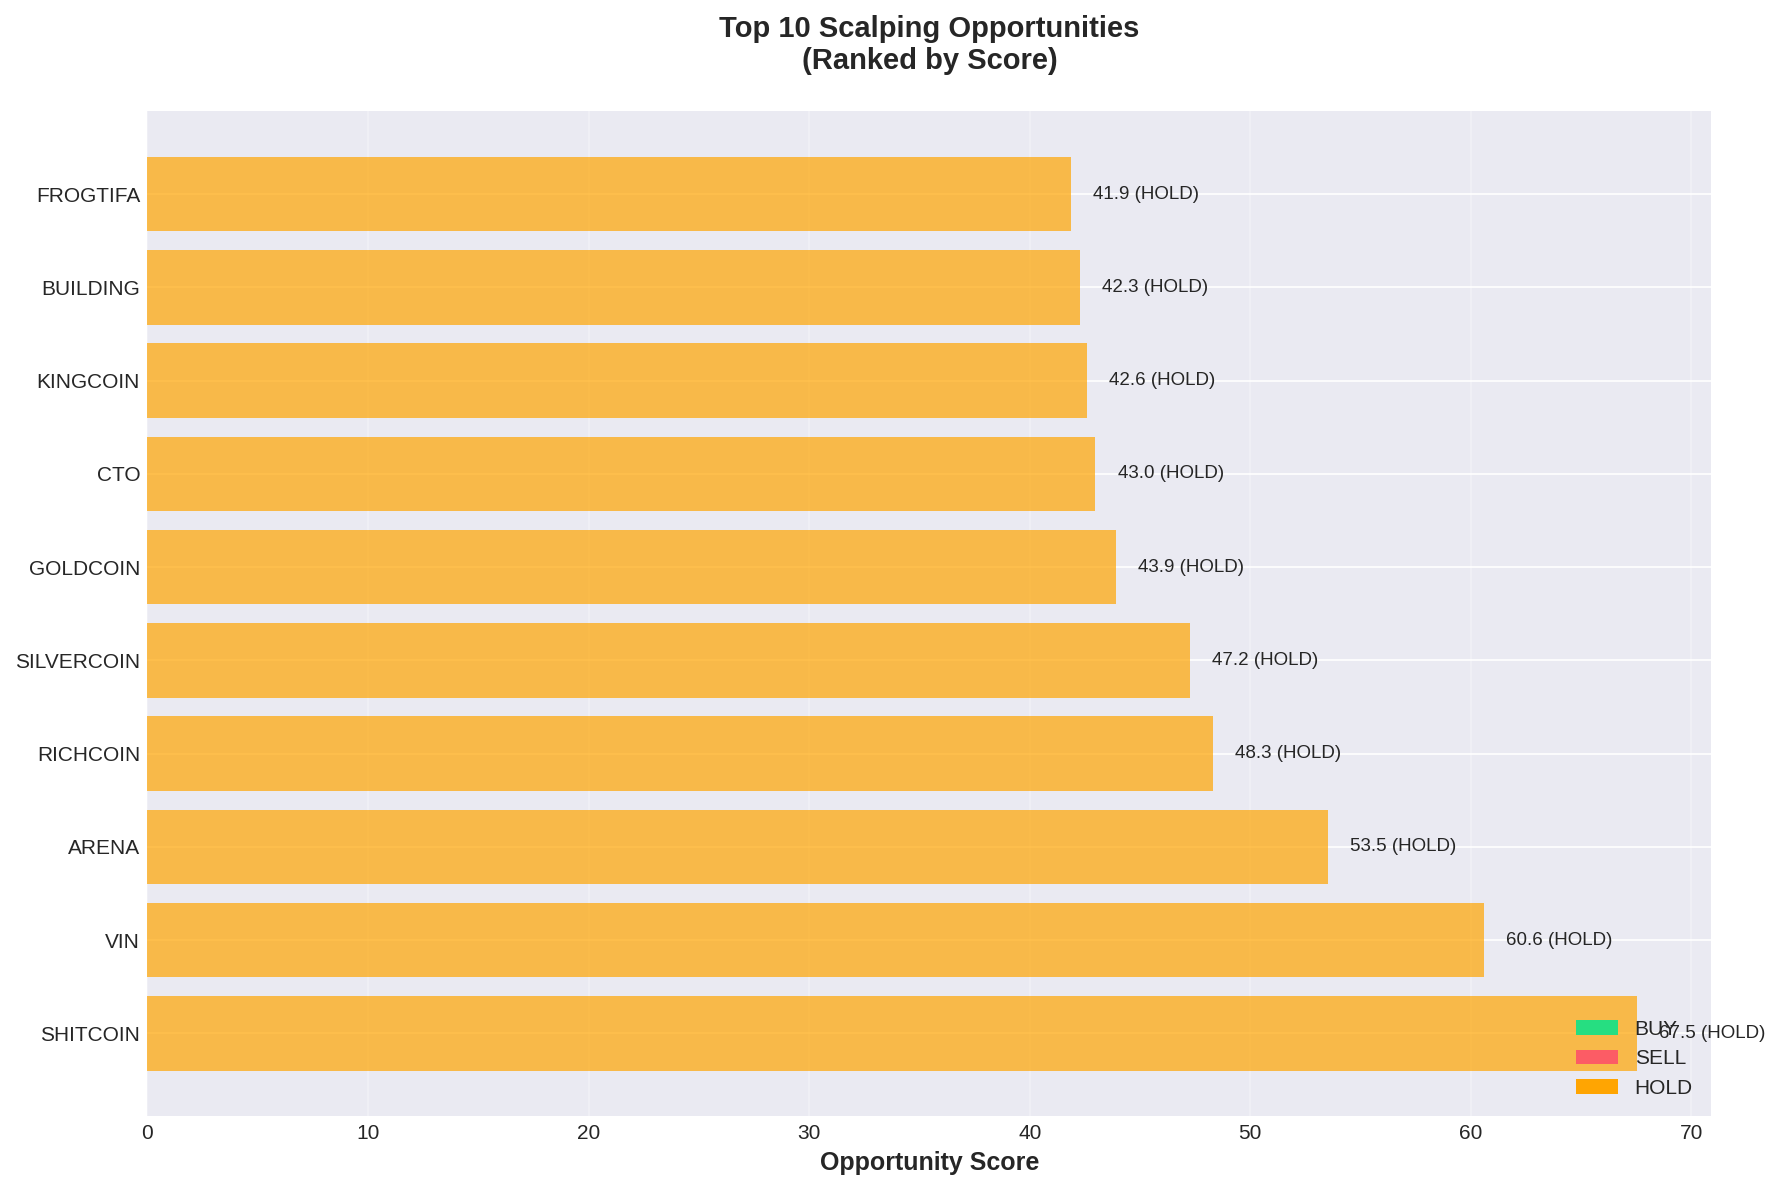 Top 10 Scalping Opportunities
(Ranked by Score)
FROGTIFA
41.9 (HOLD)
BUILDING
42.3 (HOLD)
KINGCOIN
42.6 (HOLD)
CTO
43.0 (HOLD)
GOLDCOIN
43.9 (HOLD)
SILVERCOIN
47.2 (HOLD)
RICHCOIN
48.3 (HOLD)
ARENA
53.5 (HOLD)
VIN
60.6 (HOLD)
SHITCOIN
67.5 (HOLD)
BUY
SELL
HOLD
0 10 20 30 40 50 60 70
Opportunity Score